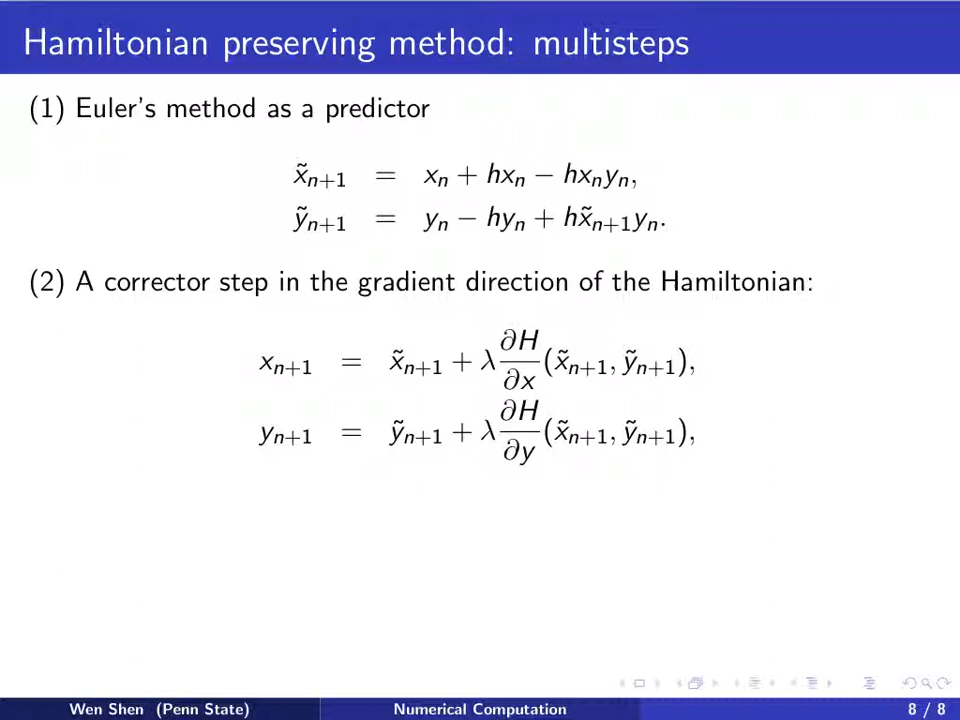 Hamiltonian preserving method: multisteps
(1) Euler's method as a predictor
x̃ₙ₊₁ = xₙ + hxₙ − hxₙyₙ,
ỹₙ₊₁ = yₙ − hyₙ + hx̃ₙ₊₁yₙ.
(2) A corrector step in the gradient direction of the Hamiltonian:
xₙ₊₁ = x̃ₙ₊₁ + λ ∂H/∂x (x̃ₙ₊₁, ỹₙ₊₁),
yₙ₊₁ = ỹₙ₊₁ + λ ∂H/∂y (x̃ₙ₊₁, ỹₙ₊₁),
Wen Shen (Penn State) Numerical Computation 8 / 8